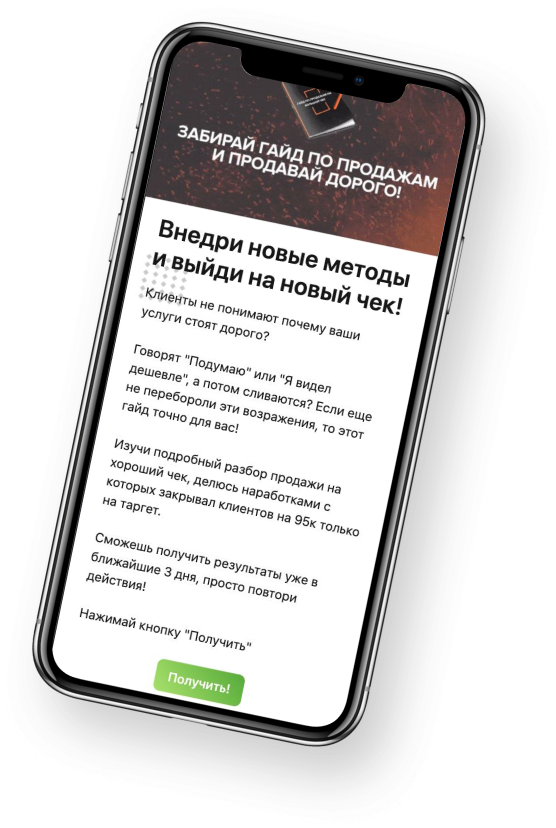 ЗАБИРАЙ ГАЙД ПО ПРОДАЖАМ
И ПРОДАВАЙ ДОРОГО!
Внедри новые методы
и выйди на новый чек!
Клиенты не понимают почему ваши
услуги стоят дорого?
Говорят "Подумаю" или "Я видел
дешевле", а потом сливаются? Если еще
не перебороли эти возражения, то этот
гайд точно для вас!
Изучи подробный разбор продажи на
хороший чек, делюсь наработками с
которых закрывал клиентов на 95к только
на таргет.
Сможешь получить результаты уже в
ближайшие 3 дня, просто повтори
действия!
Нажимай кнопку "Получить"
Получить!